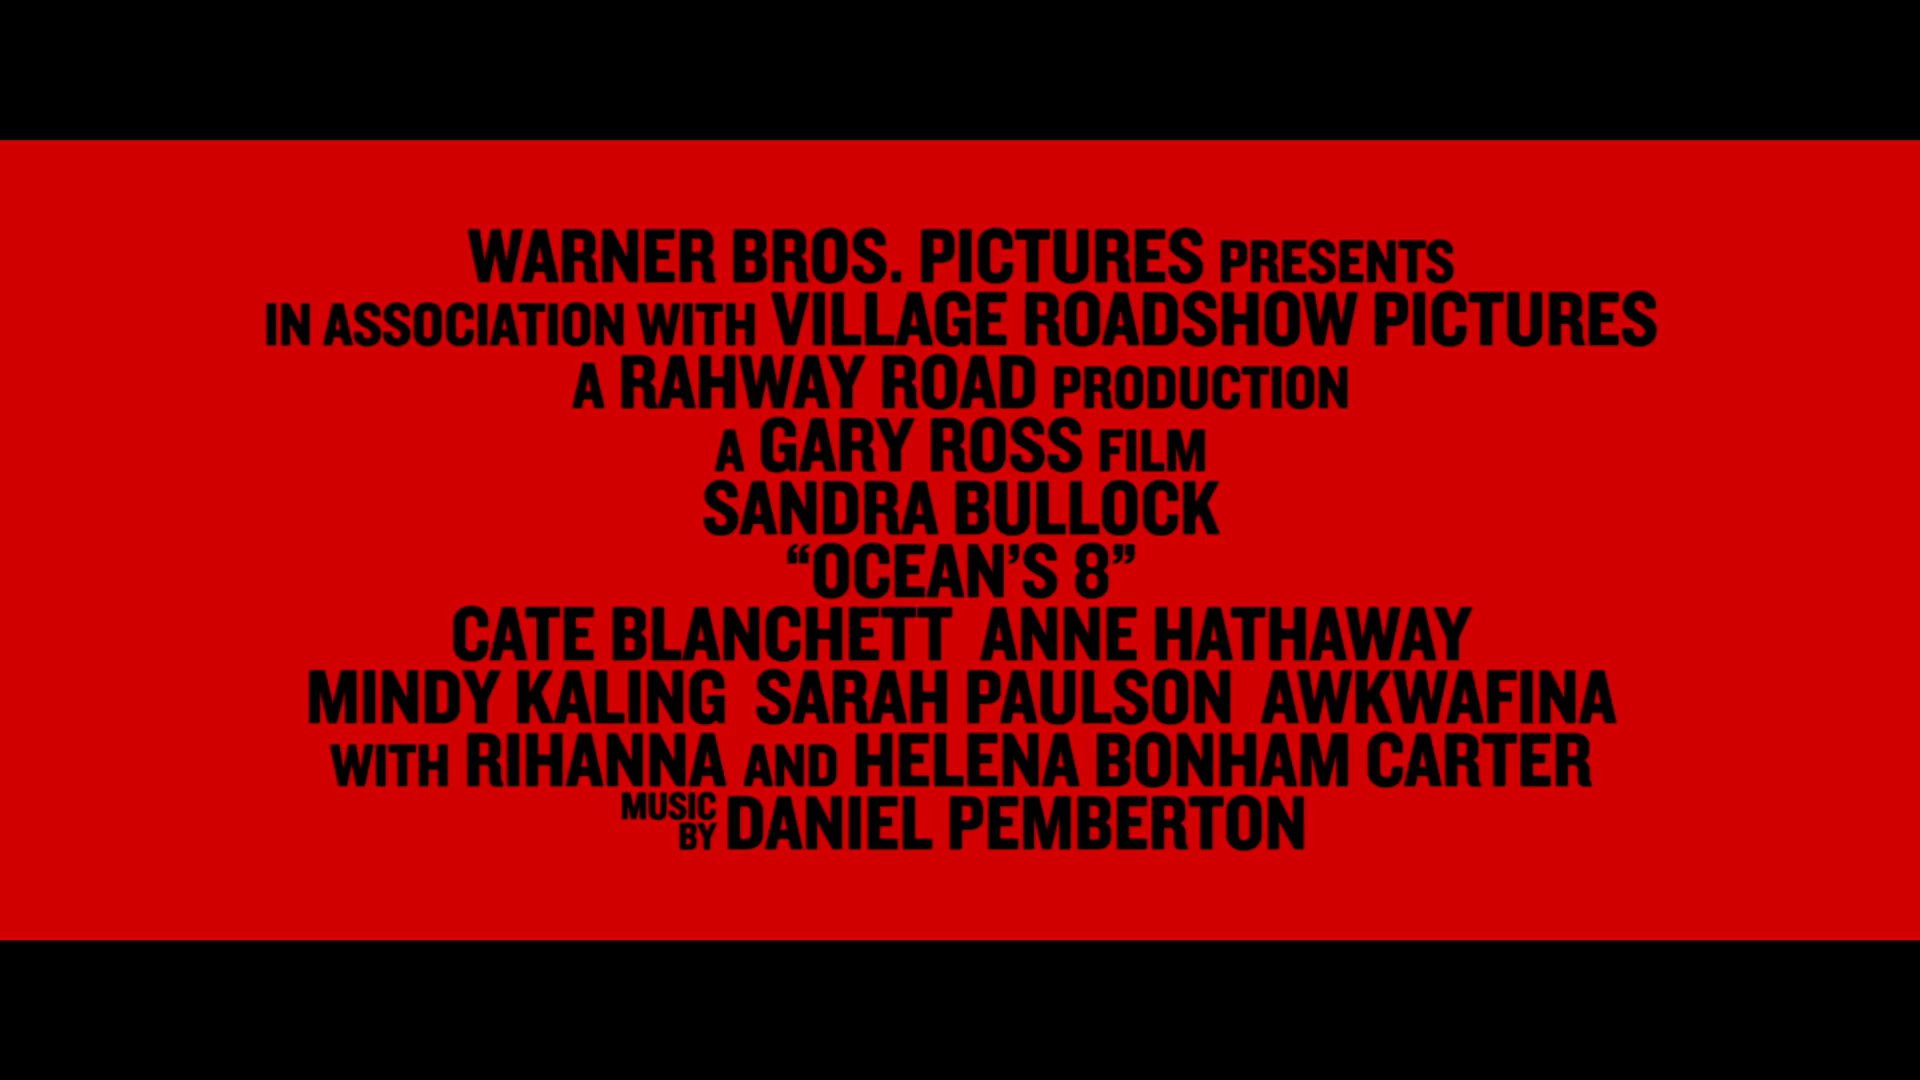 WARNER BROS. PICTURES PRESENTS
IN ASSOCIATION WITH VILLAGE ROADSHOW PICTURES
A RAHWAY ROAD PRODUCTION
A GARY ROSS FILM
SANDRA BULLOCK
“OCEAN’S 8”
CATE BLANCHETT ANNE HATHAWAY
MINDY KALING SARAH PAULSON AWKWAFINA
WITH RIHANNA AND HELENA BONHAM CARTER
MUSIC BY DANIEL PEMBERTON